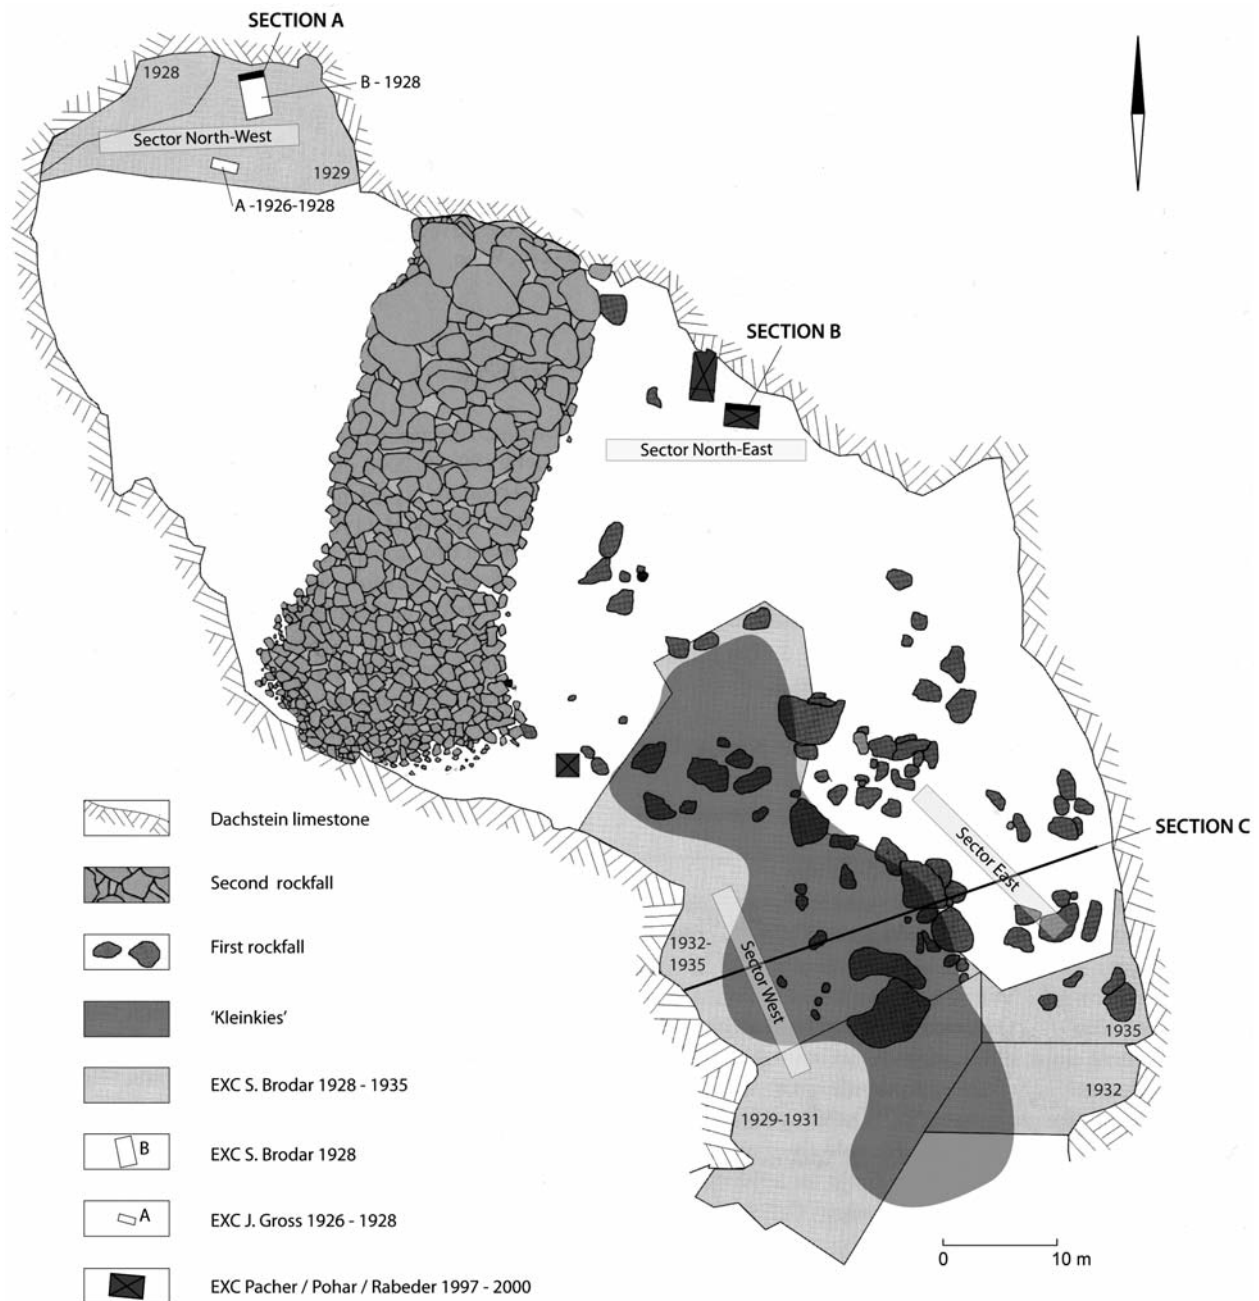 SECTION A
1928
B - 1928
Sector North-West
1929
A -1926-1928
SECTION B
Sector North-East
SECTION C
Sector East
Dachstein limestone
Second rockfall
First rockfall
1932-
1935
Sector West
'Kleinkies'
1935
EXC S. Brodar 1928 - 1935
1932
1929-1931
B
EXC S. Brodar 1928
A
EXC J. Gross 1926 - 1928
0 10 m
EXC Pacher / Pohar / Rabeder 1997 - 2000